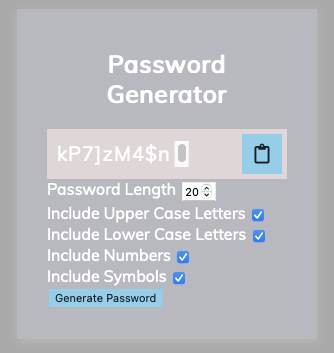 Password
Generator
kP7]zM4$n
Password Length 20
Include Upper Case Letters
Include Lower Case Letters
Include Numbers
Include Symbols
Generate Password